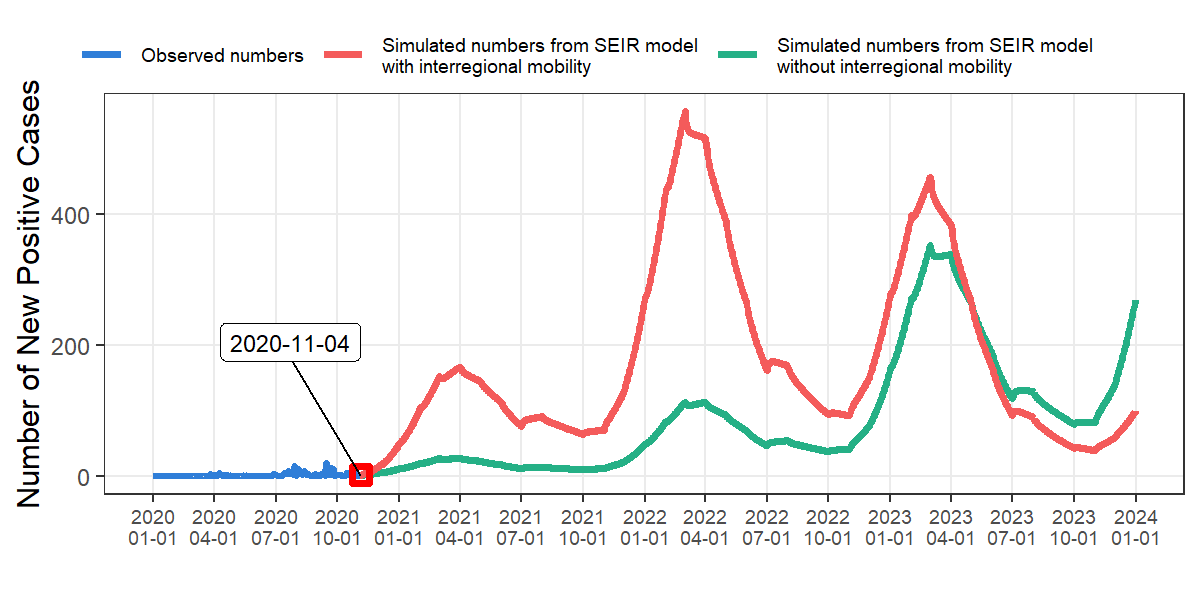 Observed numbers
Simulated numbers from SEIR model
with interregional mobility
Simulated numbers from SEIR model
without interregional mobility
Number of New Positive Cases
400
200
0
2020-11-04
2020 2020 2020 2020 2021 2021 2021 2021 2022 2022 2022 2022 2023 2023 2023 2023 2024
01-01 04-01 07-01 10-01 01-01 04-01 07-01 10-01 01-01 04-01 07-01 10-01 01-01 04-01 07-01 10-01 01-01